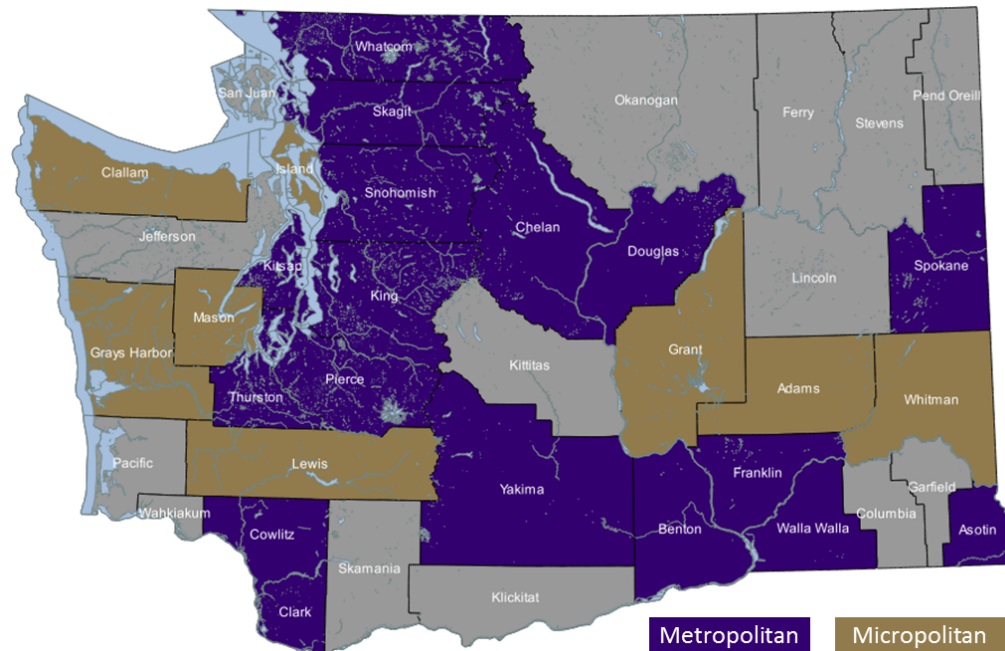 Whatcom
San Juan
Skagit
Okanogan
Ferry
Stevens
Pend Oreill
Island
Clallam
Snohomish
Jefferson
Chelan
Douglas
Kitsap
Spokane
King
Lincoln
Mason
Grays Harbor
Kittitas
Grant
Pierce
Thurston
Adams
Whitman
Pacific
Lewis
Yakima
Franklin
Garfield
Wahkiakum
Columbia
Cowlitz
Benton
Walla Walla
Asotin
Skamania
Klickitat
Clark
Metropolitan
Micropolitan